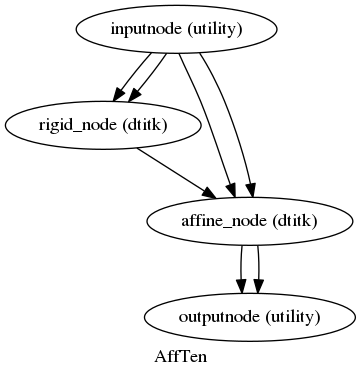 inputnode (utility)
rigid_node (dtitk)
affine_node (dtitk)
outputnode (utility)
AffTen